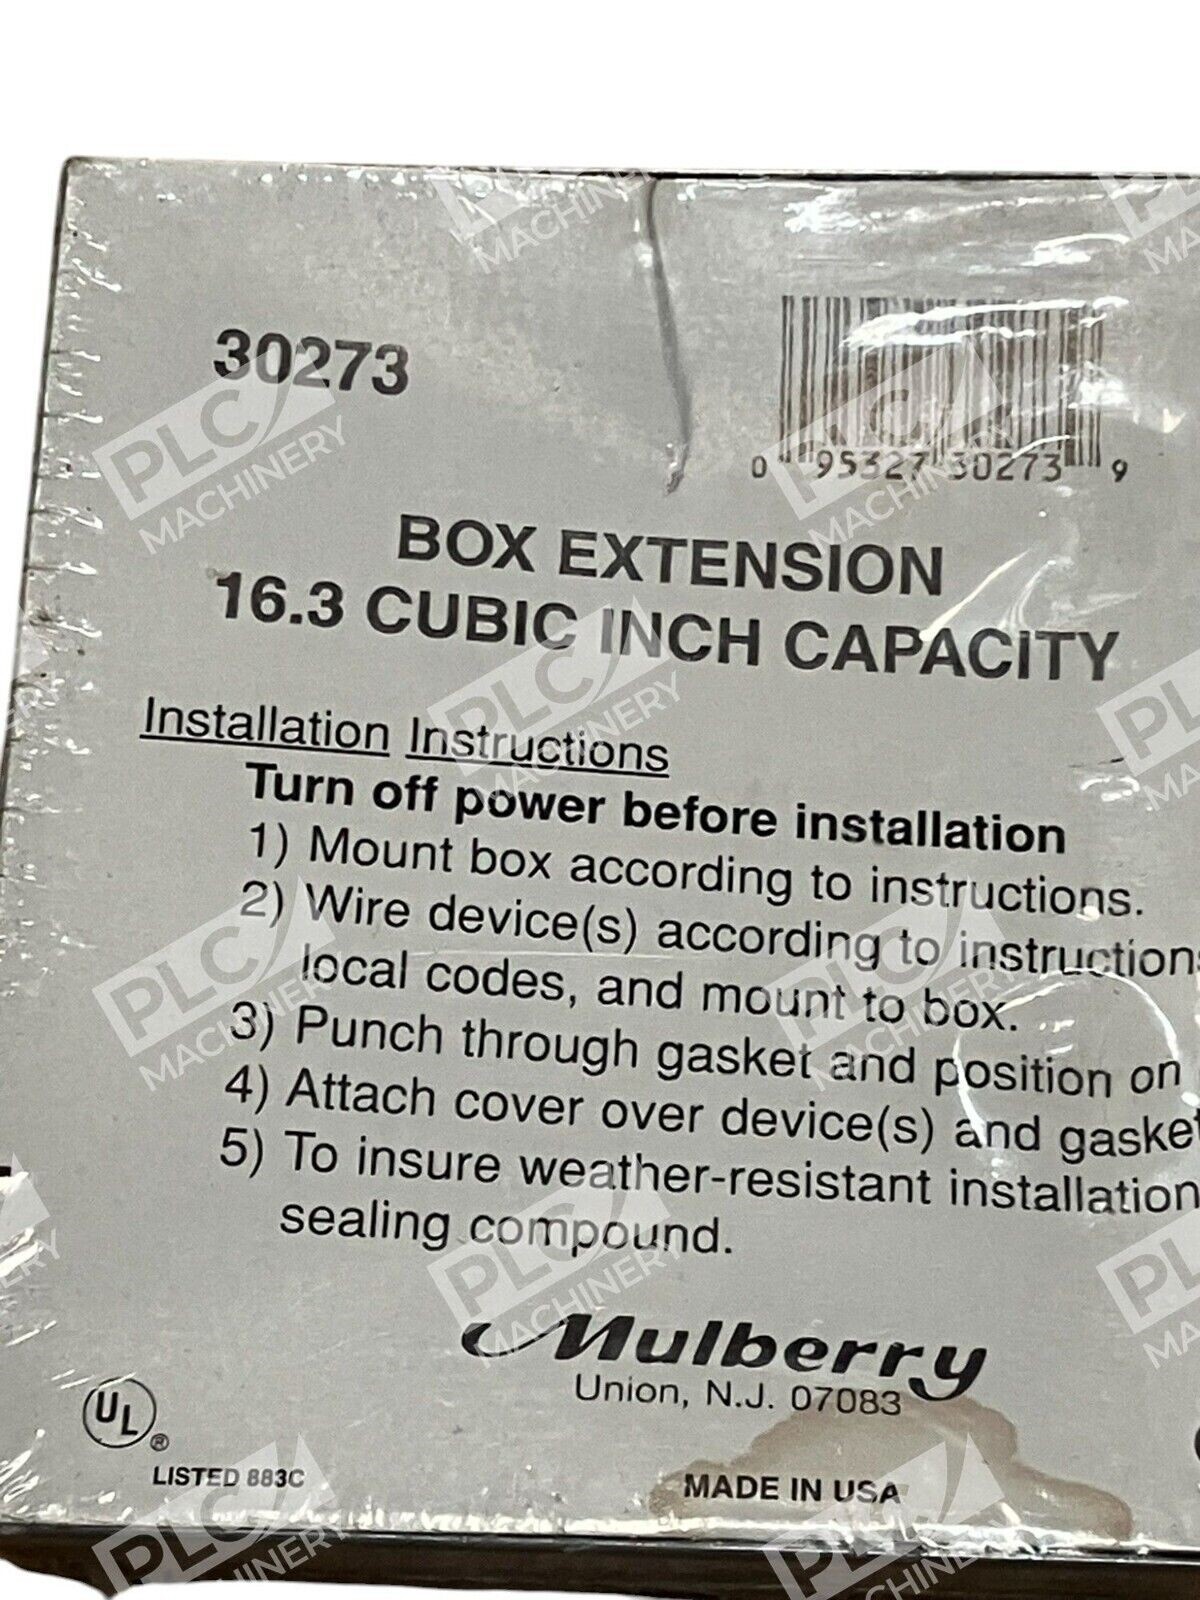 30273
0 95327 30273 9
BOX EXTENSION
16.3 CUBIC INCH CAPACITY
Installation Instructions
Turn off power before installation
1) Mount box according to instructions.
2) Wire device(s) according to instructions
local codes, and mount to box.
3) Punch through gasket and position on
4) Attach cover over device(s) and gasket
5) To insure weather-resistant installation
sealing compound.
Mulberry
Union, N.J. 07083
UL ®
LISTED 883C
MADE IN USA
PLC MACHINERY